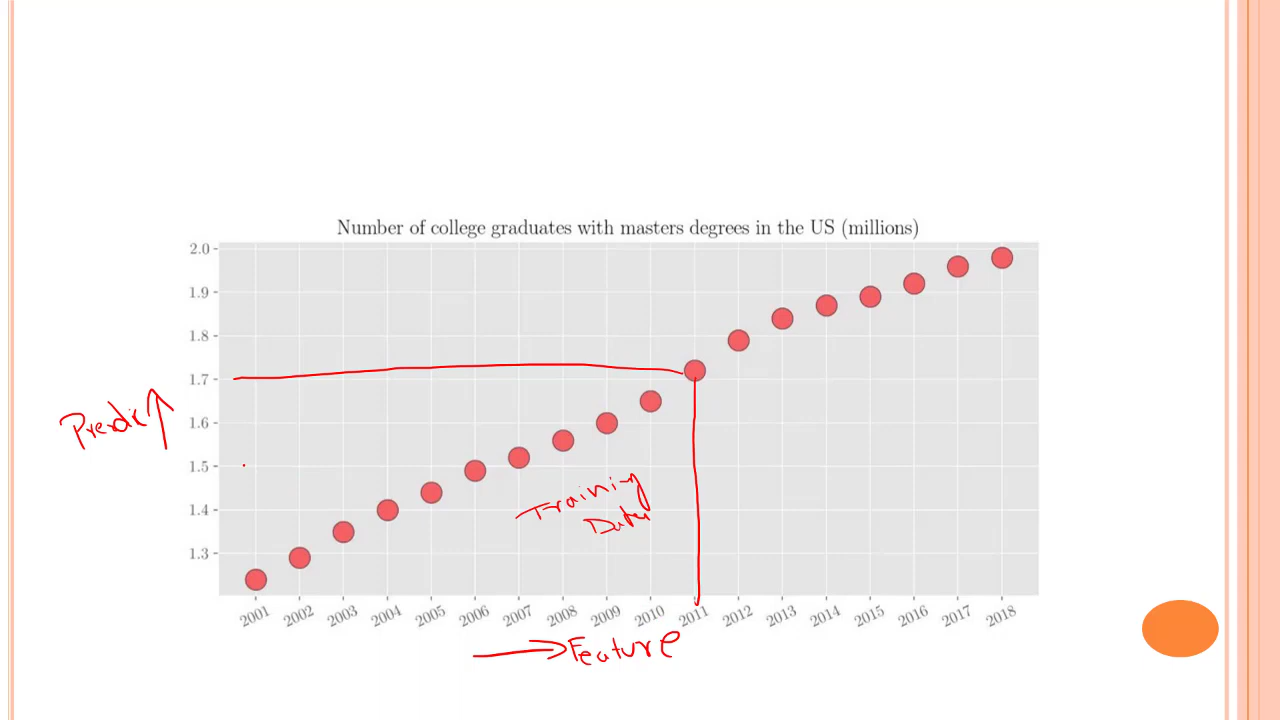 Number of college graduates with masters degrees in the US (millions)
2.0
1.9
1.8
1.7
1.6
1.5
1.4
1.3
Training
Data
2001 2002 2003 2004 2005 2006 2007 2008 2009 2010 2011 2012 2013 2014 2015 2016 2017 2018
Feature